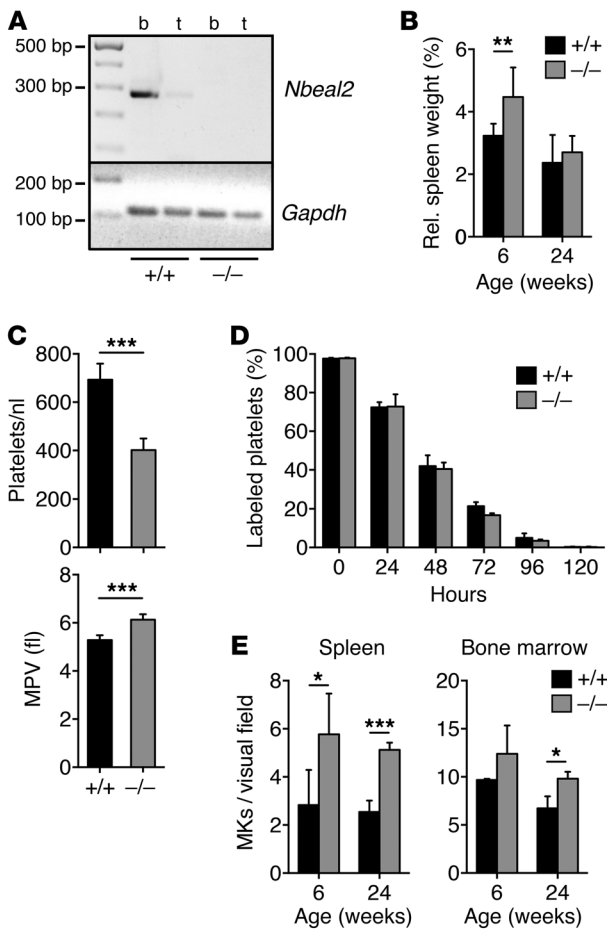 A
b t b t
500 bp
300 bp
Nbeal2
200 bp
100 bp
Gapdh
+/+ –/–
B
Rel. spleen weight (%)
6
4
2
0
**
+/+
–/–
6 24
Age (weeks)
C
Platelets/nl
800
600
400
200
0
***
MPV (fl)
8
6
4
2
0
***
+/+ –/–
D
Labeled platelets (%)
100
80
60
40
20
0
+/+
–/–
0 24 48 72 96 120
Hours
E
Spleen
MKs / visual field
8
6
4
2
0
*
***
6 24
Age (weeks)
Bone marrow
20
15
10
5
0
+/+
–/–
*
6 24
Age (weeks)